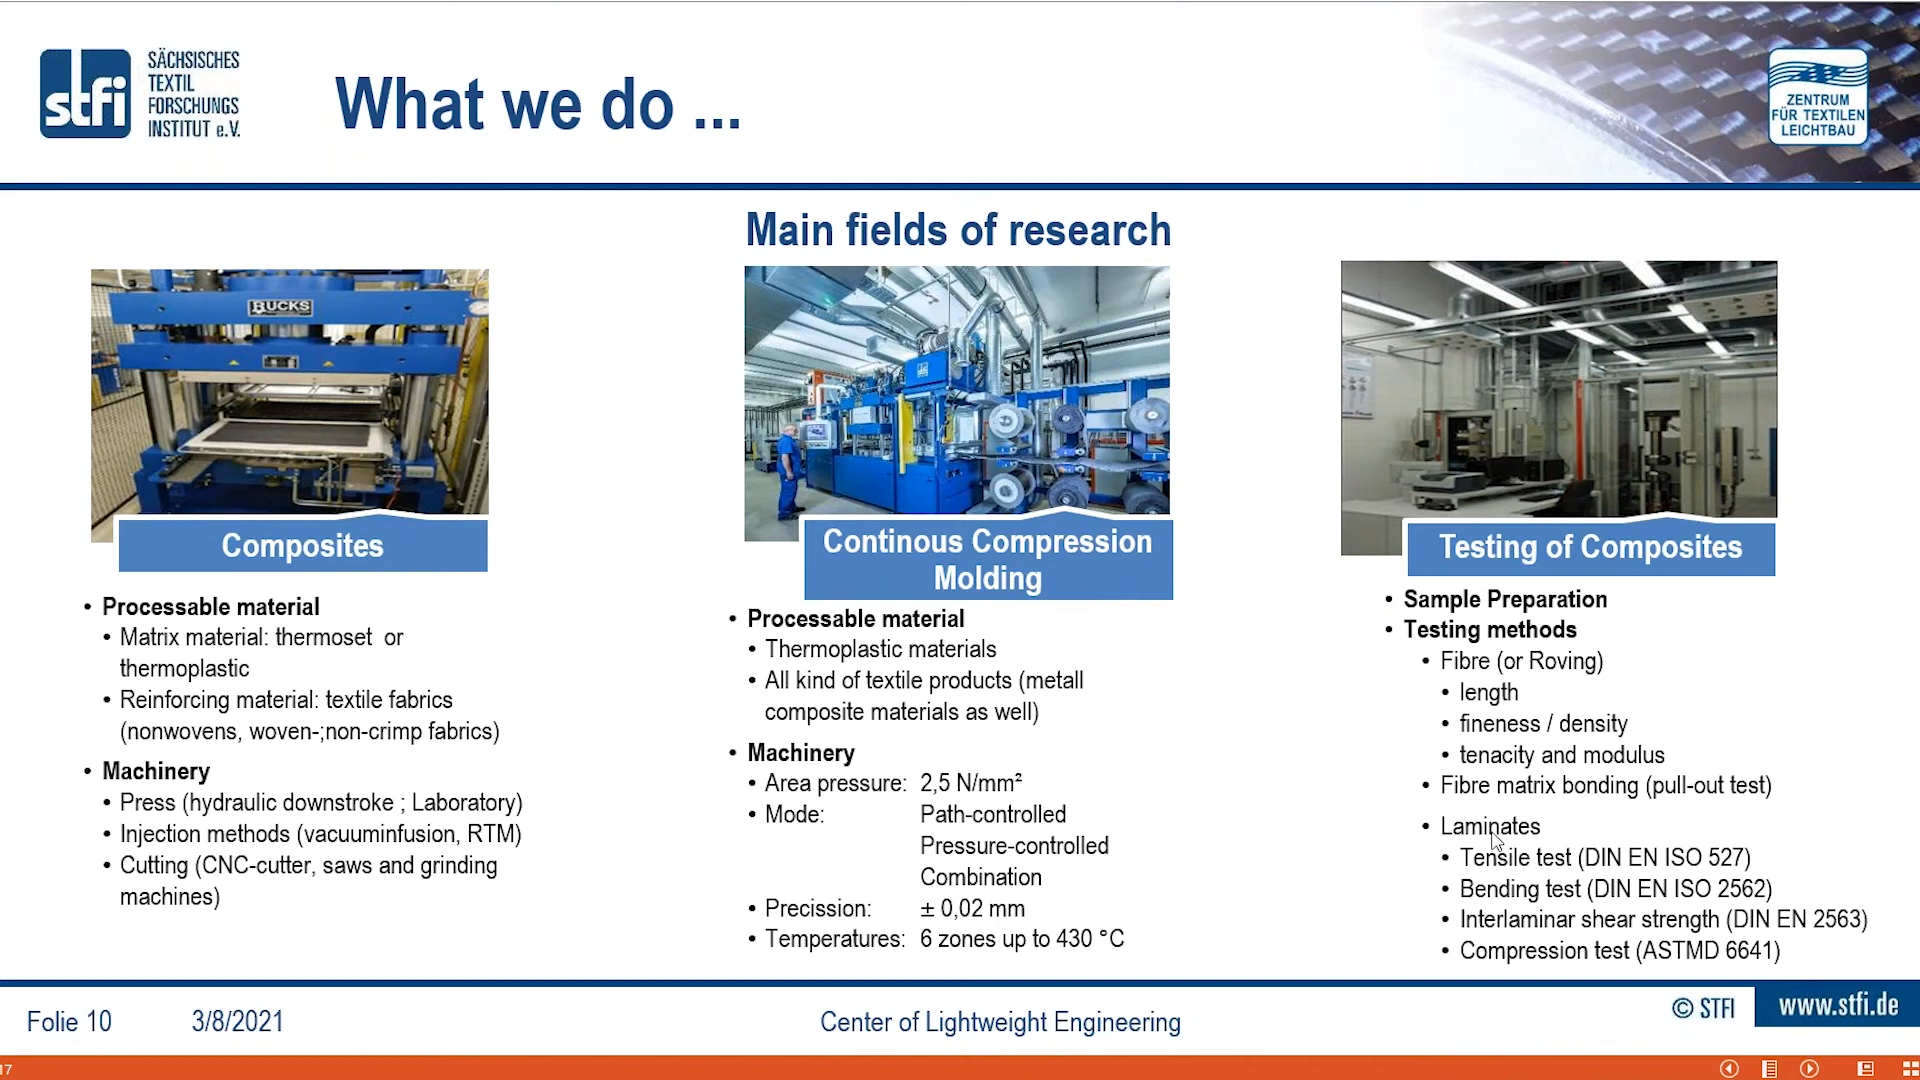 stfi
SÄCHSISCHES
TEXTIL
FORSCHUNGS
INSTITUT e.V.
What we do ...
ZENTRUM
FÜR TEXTILEN
LEICHTBAU
Main fields of research
RUCKS
Composites
• Processable material
• Matrix material: thermoset or
thermoplastic
• Reinforcing material: textile fabrics
(nonwovens, woven-;non-crimp fabrics)
• Machinery
• Press (hydraulic downstroke ; Laboratory)
• Injection methods (vacuuminfusion, RTM)
• Cutting (CNC-cutter, saws and grinding
machines)
stfi
Continous Compression
Molding
• Processable material
• Thermoplastic materials
• All kind of textile products (metall
composite materials as well)
• Machinery
• Area pressure: 2,5 N/mm²
• Mode: Path-controlled
Pressure-controlled
Combination
• Precission: ± 0,02 mm
• Temperatures: 6 zones up to 430 °C
Testing of Composites
• Sample Preparation
• Testing methods
• Fibre (or Roving)
• length
• fineness / density
• tenacity and modulus
• Fibre matrix bonding (pull-out test)
• Laminates
• Tensile test (DIN EN ISO 527)
• Bending test (DIN EN ISO 2562)
• Interlaminar shear strength (DIN EN 2563)
• Compression test (ASTMD 6641)
Folie 10
3/8/2021
Center of Lightweight Engineering
© STFI
www.stfi.de
17